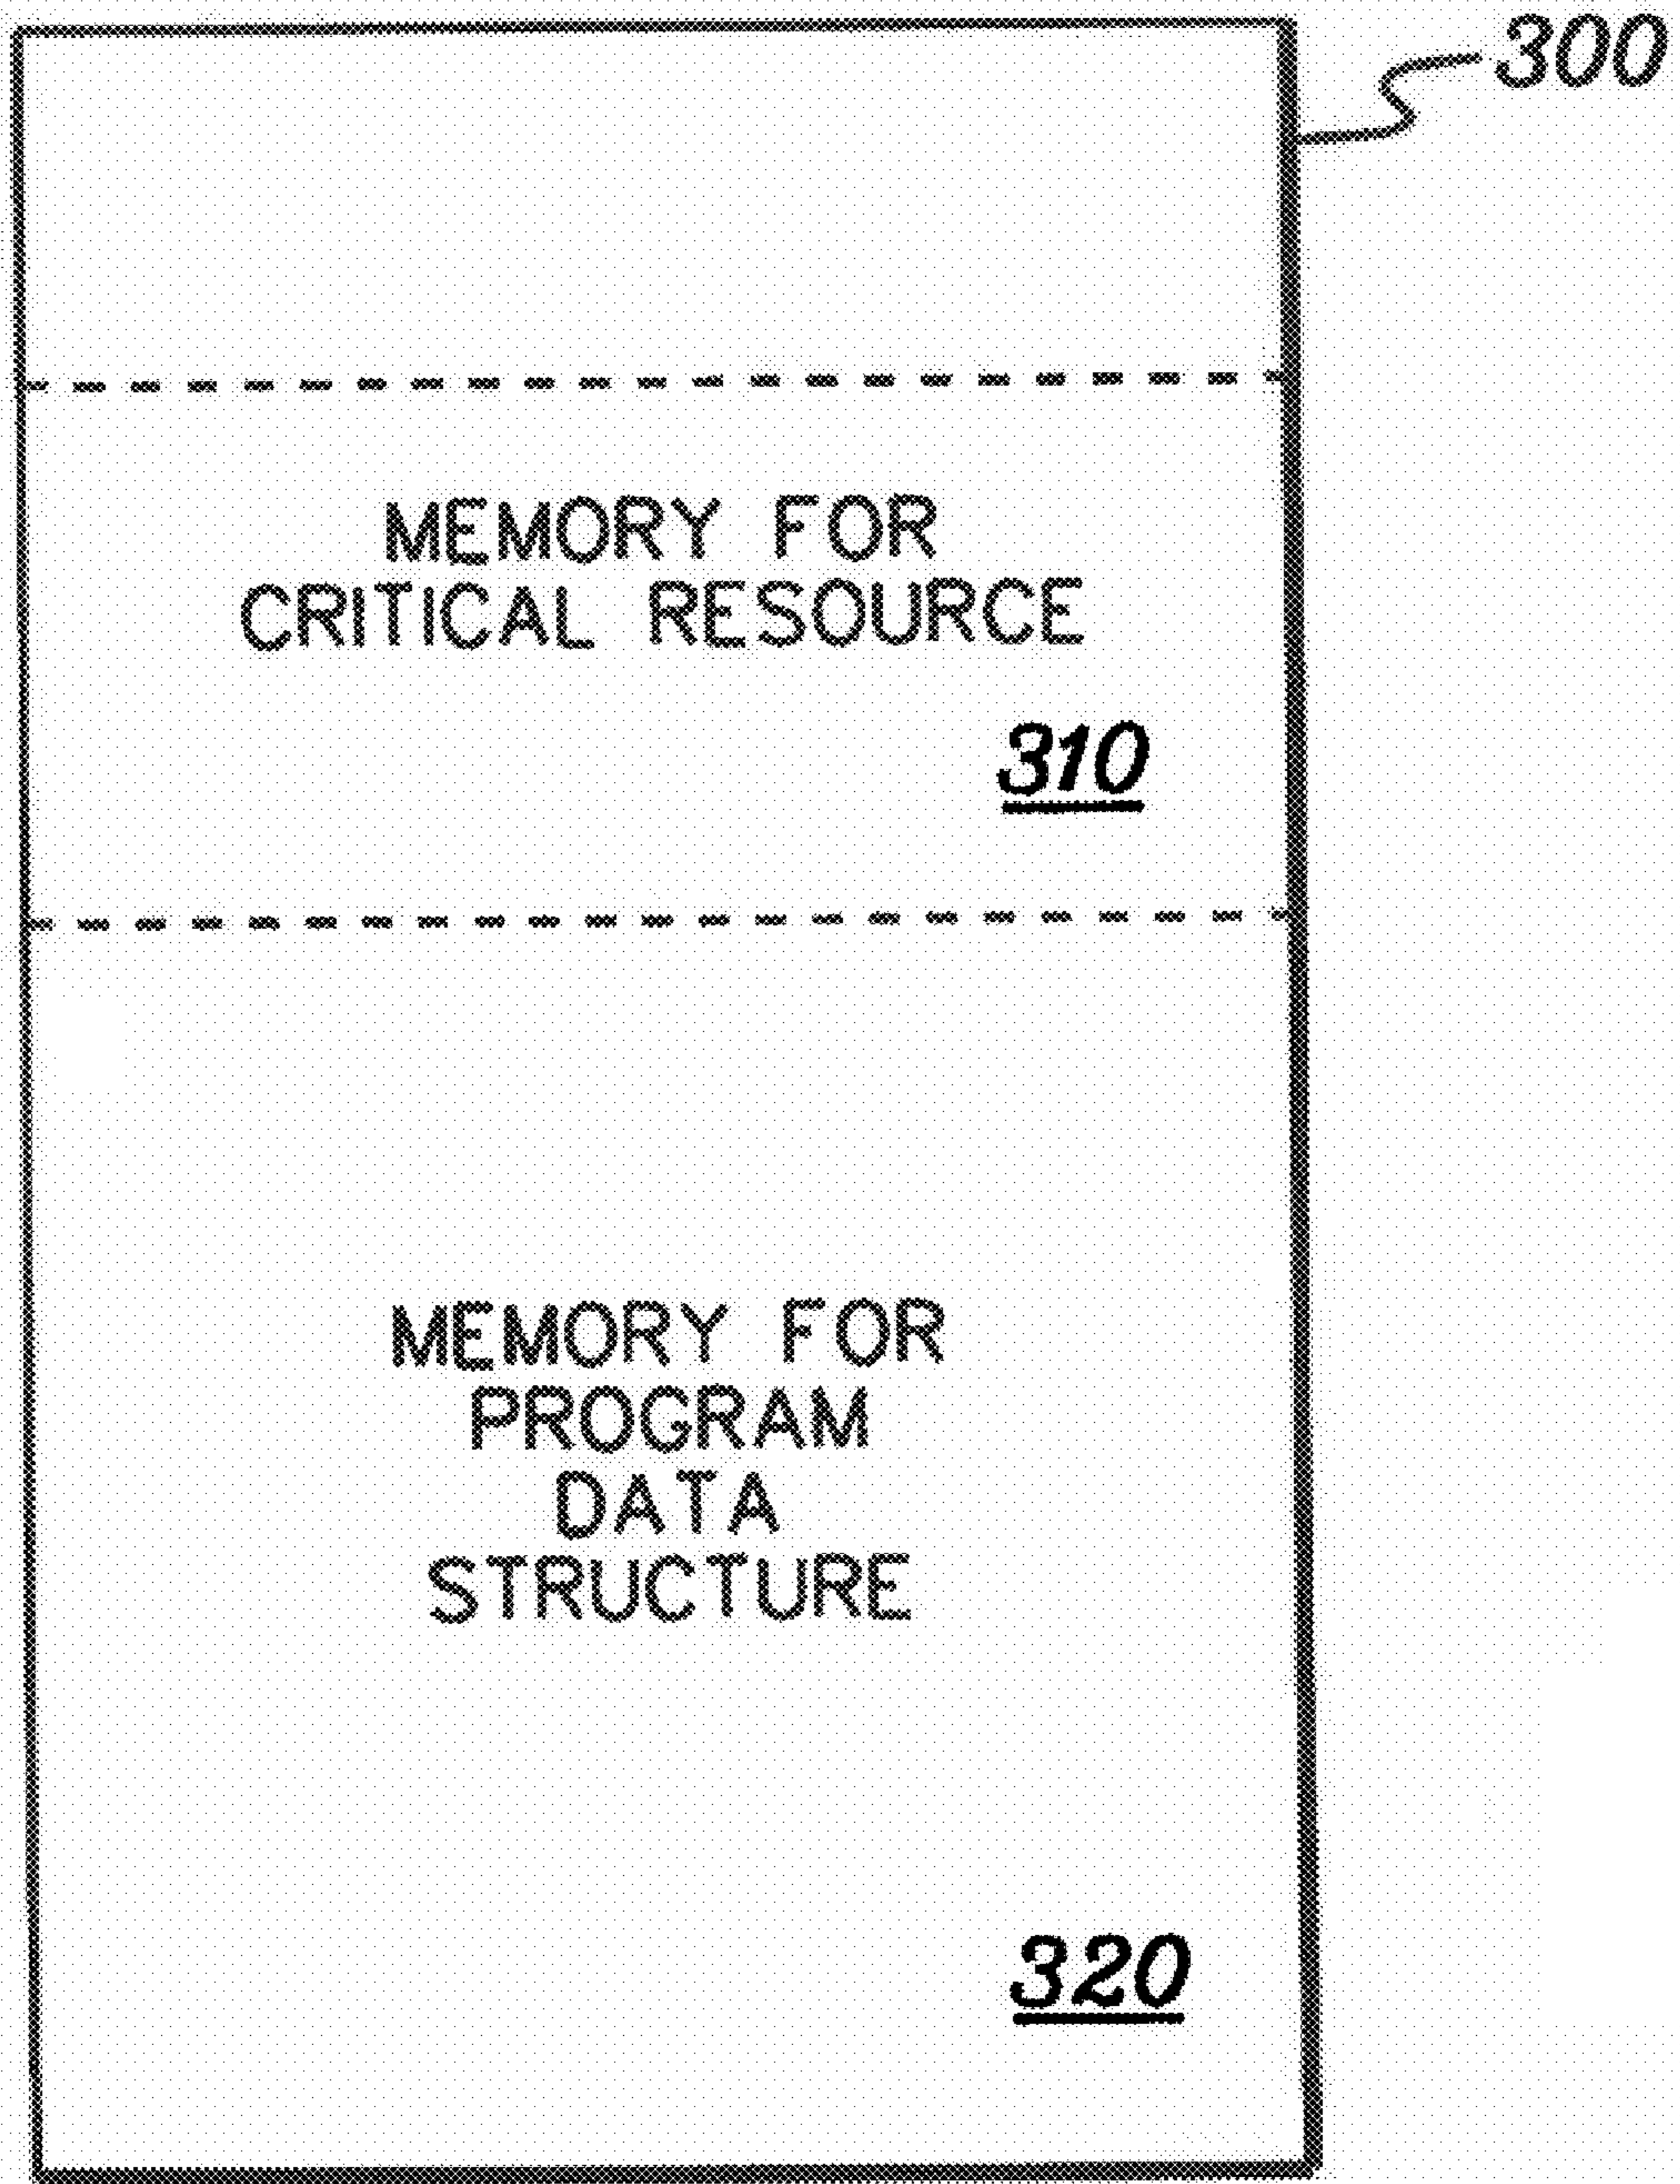 300
MEMORY FOR
CRITICAL RESOURCE
310
MEMORY FOR
PROGRAM
DATA
STRUCTURE
320